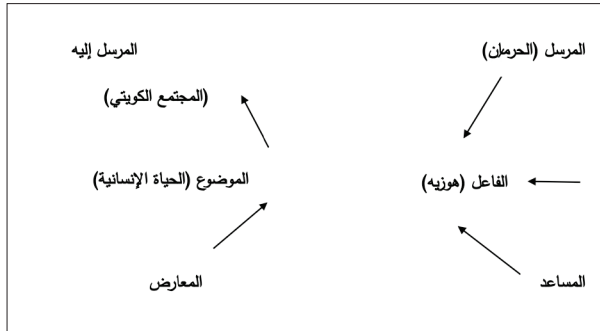 المرسل (الحرمان)
المرسل إليه
(المجتمع الكويتي)
الفاعل (هوزيه)
الموضوع (الحياة الإنسانية)
المساعد
المعارض